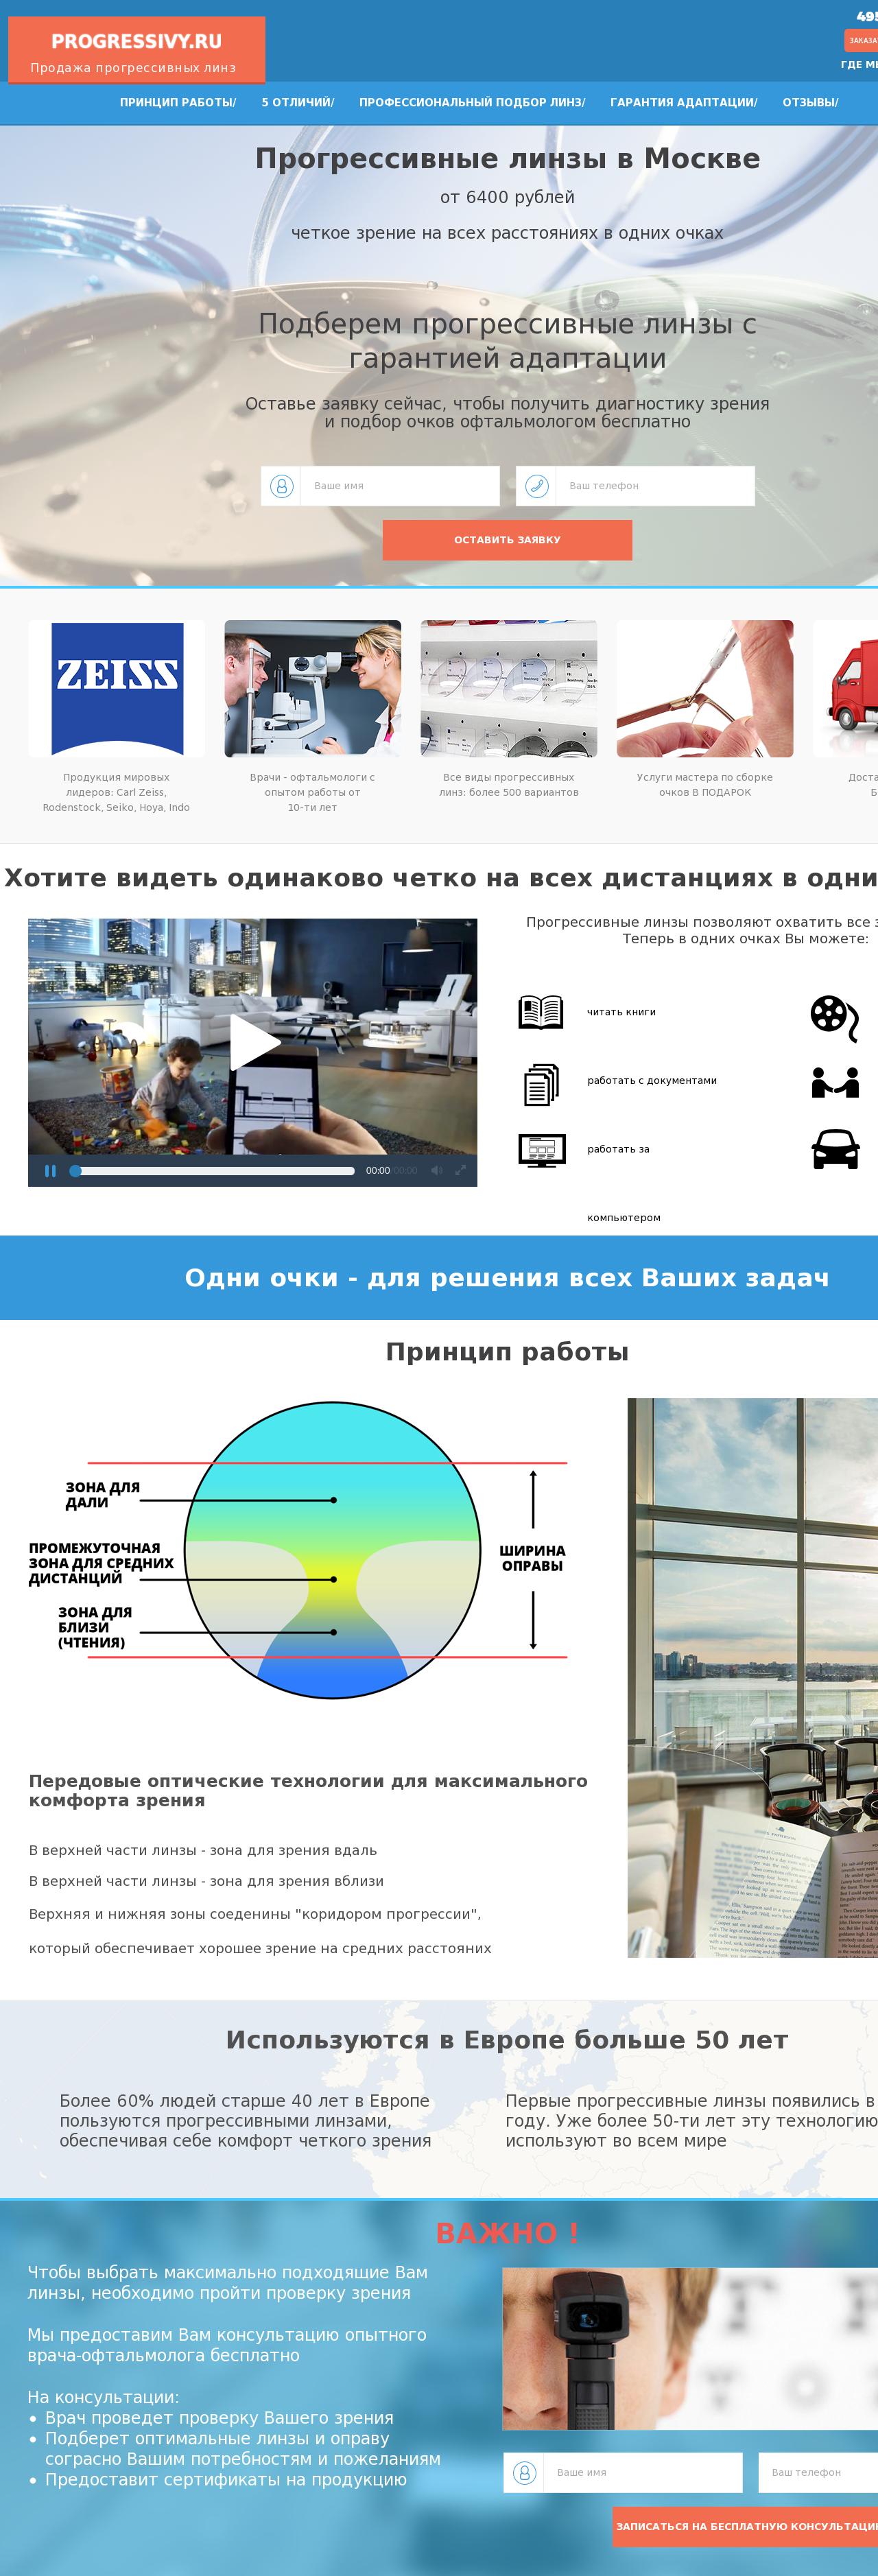 PROGRESSIVY.RU
Продажа прогрессивных линз
ГДЕ
ПРИНЦИП РАБОТЫ/ 5 ОТЛИЧИЙ/ ПРОФЕССИОНАЛЬНЫЙ ПОДБОР ЛИНЗ/ ГАРАНТИЯ АДАПТАЦИИ/ ОТЗЫВЫ/
Прогрессивные линзы в Москве
от 6400 рублей
четкое зрение на всех расстояниях в одних очках
Подберем прогрессивные линзы с
гарантией адаптации
Оставье заявку сейчас, чтобы получить диагностику зрения
и подбор очков офтальмологом бесплатно
Ваше имя
Ваш телефон
ОСТАВИТЬ ЗАЯВКУ
ZEISS
Продукция мировых
лидеров: Carl Zeiss,
Rodenstock, Seiko, Hoya, Indo
Врачи - офтальмологи с
опытом работы от
10-ти лет
Все виды прогрессивных
линз: более 500 вариантов
Услуги мастера по сборке
очков В ПОДАРОК
Хотите видеть одинаково четко на всех дистанциях в одни
Прогрессивные линзы позволяют охватить все
Теперь в одних очках Вы можете:
читать книги
работать с документами
работать за
компьютером
00:00/00:00
Одни очки - для решения всех Ваших задач
Принцип работы
ЗОНА ДЛЯ
ДАЛИ
ПРОМЕЖУТОЧНАЯ
ЗОНА ДЛЯ СРЕДНИХ
ДИСТАНЦИЙ
ЗОНА ДЛЯ
БЛИЗИ
(ЧТЕНИЯ)
ШИРИНА
ОПРАВЫ
Передовые оптические технологии для максимального
комфорта зрения
В верхней части линзы - зона для зрения вдаль
В верхней части линзы - зона для зрения вблизи
Верхняя и нижняя зоны соеденины "коридором прогрессии",
который обеспечивает хорошее зрение на средних расстояних
Используются в Европе больше 50 лет
Более 60% людей старше 40 лет в Европе
пользуются прогрессивными линзами,
обеспечивая себе комфорт четкого зрения
Первые прогрессивные линзы появились в
году. Уже более 50-ти лет эту технологию
используют во всем мире
ВАЖНО !
Чтобы выбрать максимально подходящие Вам
линзы, необходимо пройти проверку зрения
Мы предоставим Вам консультацию опытного
врача-офтальмолога бесплатно
На консультации:
Врач проведет проверку Вашего зрения
Подберет оптимальные линзы и оправу
сограсно Вашим потребностям и пожеланиям
Предоставит сертификаты на продукцию
Ваше имя
Ваш телефон
ЗАПИСАТЬСЯ НА БЕСПЛАТНУЮ